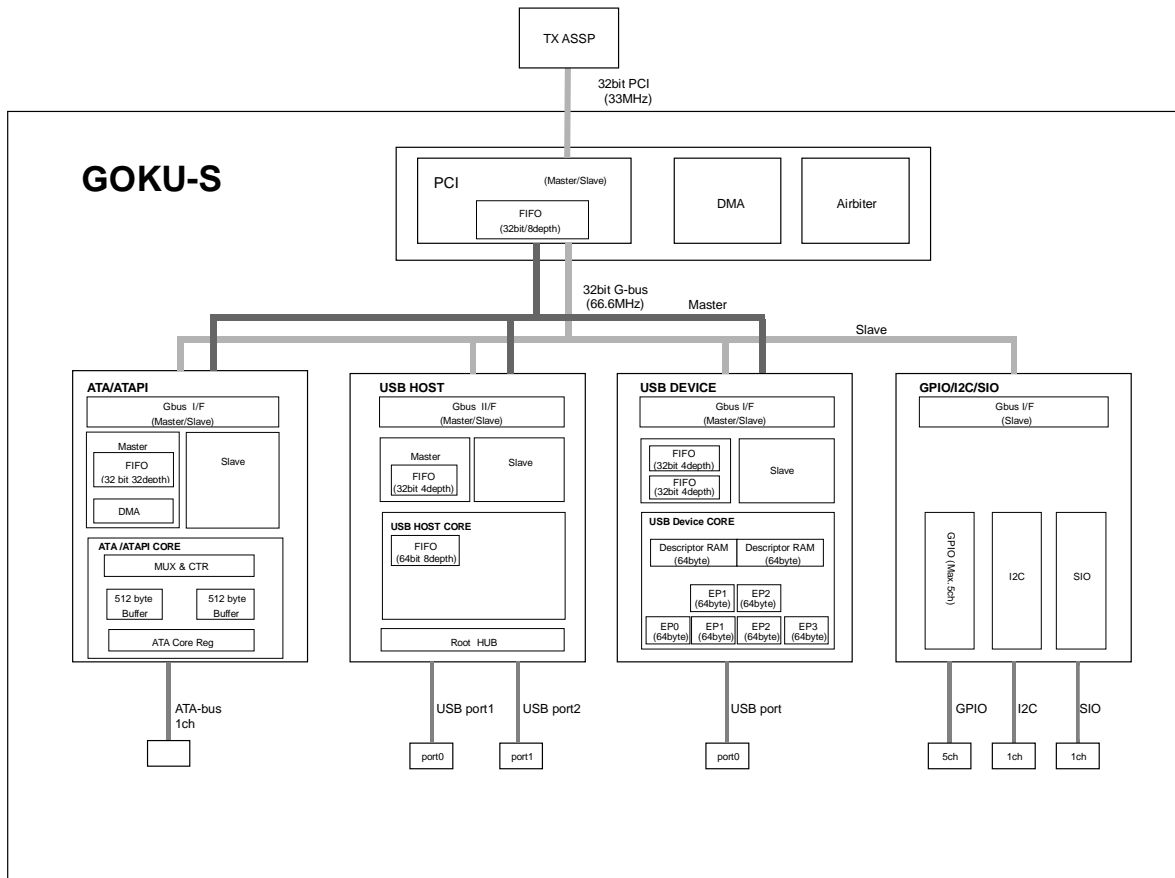 TX ASSP
32bit PCI
(33MHz)
GOKU-S
PCI
(Master/Slave)
FIFO
(32bit/8depth)
DMA
Airbiter
32bit G-bus
(66.6MHz)
Master
Slave
ATA/ATAPI
Gbus I/F
(Master/Slave)
Master
FIFO
(32 bit 32depth)
DMA
Slave
ATA /ATAPI CORE
MUX & CTR
512 byte
Buffer
512 byte
Buffer
ATA Core Reg
ATA-bus
1ch
USB HOST
Gbus II/F
(Master/Slave)
Master
FIFO
(32bit 4depth)
Slave
USB HOST CORE
FIFO
(64bit 8depth)
Root HUB
USB port1
USB port2
port0
port1
USB DEVICE
Gbus I/F
(Master/Slave)
FIFO
(32bit 4depth)
FIFO
(32bit 4depth)
Slave
USB Device CORE
Descriptor RAM
(64byte)
Descriptor RAM
(64byte)
EP1
(64byte)
EP2
(64byte)
EP0
(64byte)
EP1
(64byte)
EP2
(64byte)
EP3
(64byte)
USB port
port0
GPIO/I2C/SIO
Gbus I/F
(Slave)
GPIO (Max.5ch)
I2C
SIO
GPIO
I2C
SIO
5ch
1ch
1ch